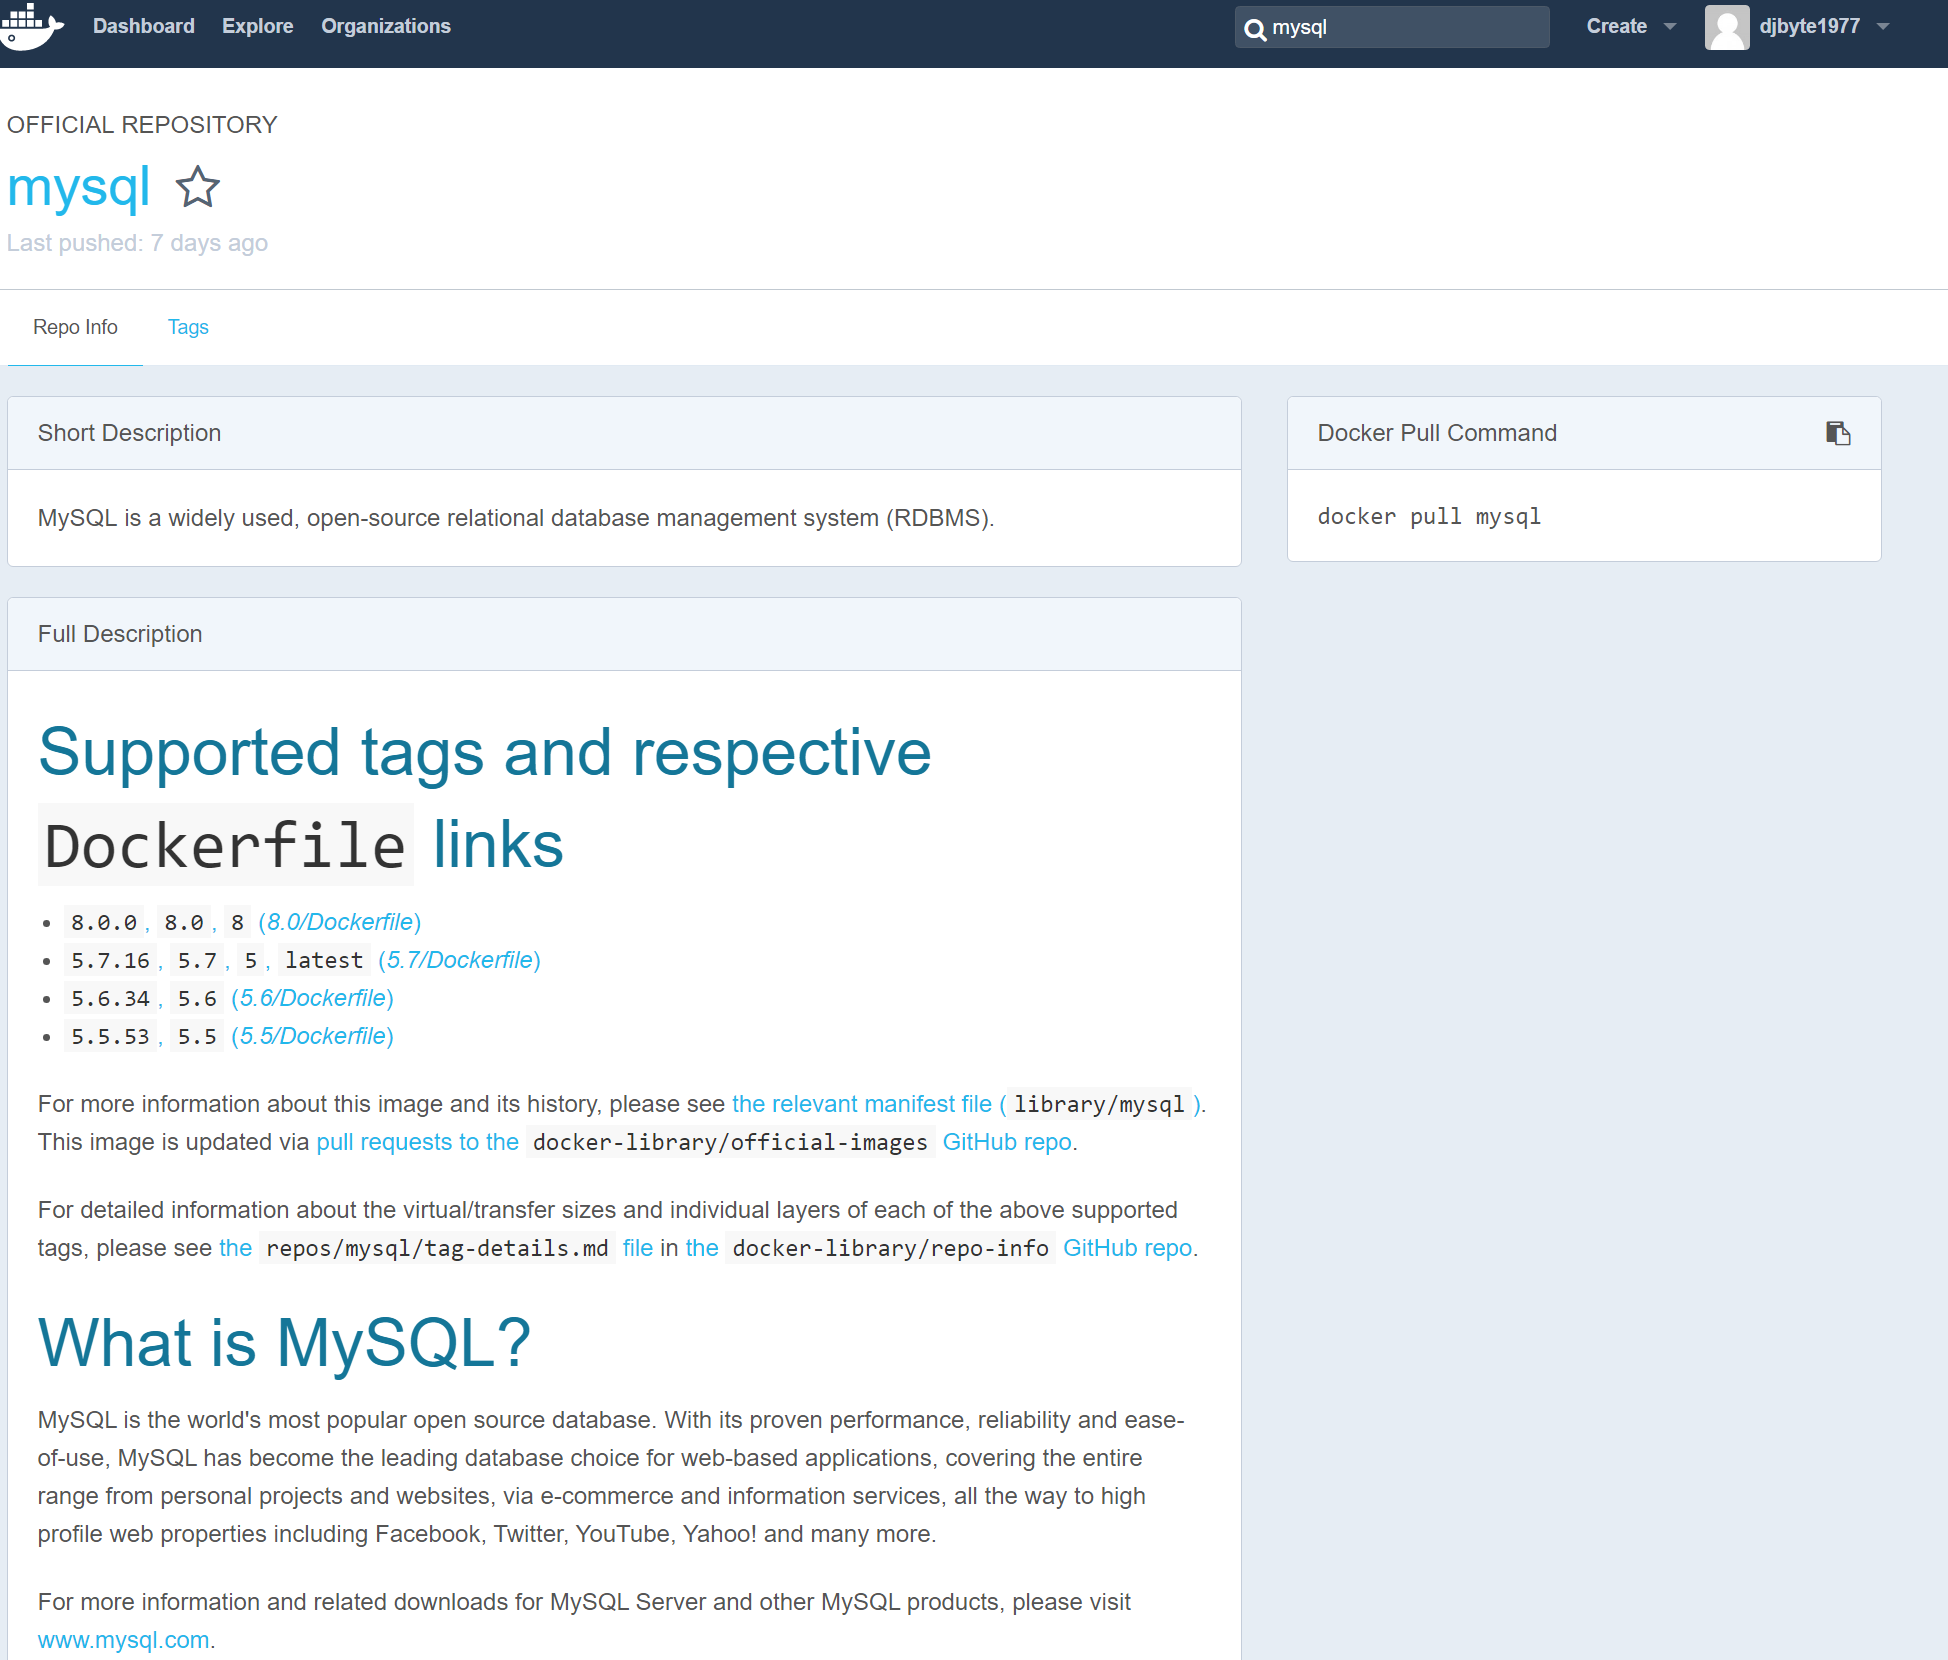 Dashboard Explore Organizations mysql Create djbyte1977
OFFICIAL REPOSITORY
mysql
Last pushed: 7 days ago
Repo Info Tags
Short Description
MySQL is a widely used, open-source relational database management system (RDBMS).
Docker Pull Command
docker pull mysql
Full Description
Supported tags and respective
Dockerfile links
• 8.0.0, 8.0, 8 (8.0/Dockerfile)
• 5.7.16, 5.7, 5, latest (5.7/Dockerfile)
• 5.6.34, 5.6 (5.6/Dockerfile)
• 5.5.53, 5.5 (5.5/Dockerfile)
For more information about this image and its history, please see the relevant manifest file ( library/mysql ).
This image is updated via pull requests to the docker-library/official-images GitHub repo.
For detailed information about the virtual/transfer sizes and individual layers of each of the above supported
tags, please see the repos/mysql/tag-details.md file in the docker-library/repo-info GitHub repo.
What is MySQL?
MySQL is the world's most popular open source database. With its proven performance, reliability and ease-
of-use, MySQL has become the leading database choice for web-based applications, covering the entire
range from personal projects and websites, via e-commerce and information services, all the way to high
profile web properties including Facebook, Twitter, YouTube, Yahoo! and many more.
For more information and related downloads for MySQL Server and other MySQL products, please visit
www.mysql.com.